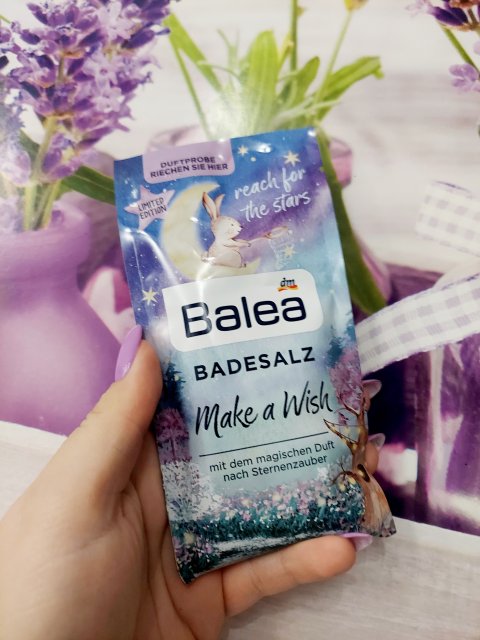 DUFTPROBE
RIECHEN SIE HIER
LIMITED
EDITION
reach for
the stars
dm
Balea
BADESALZ
Make a Wish
mit dem magischen Duft
nach Sternenzauber